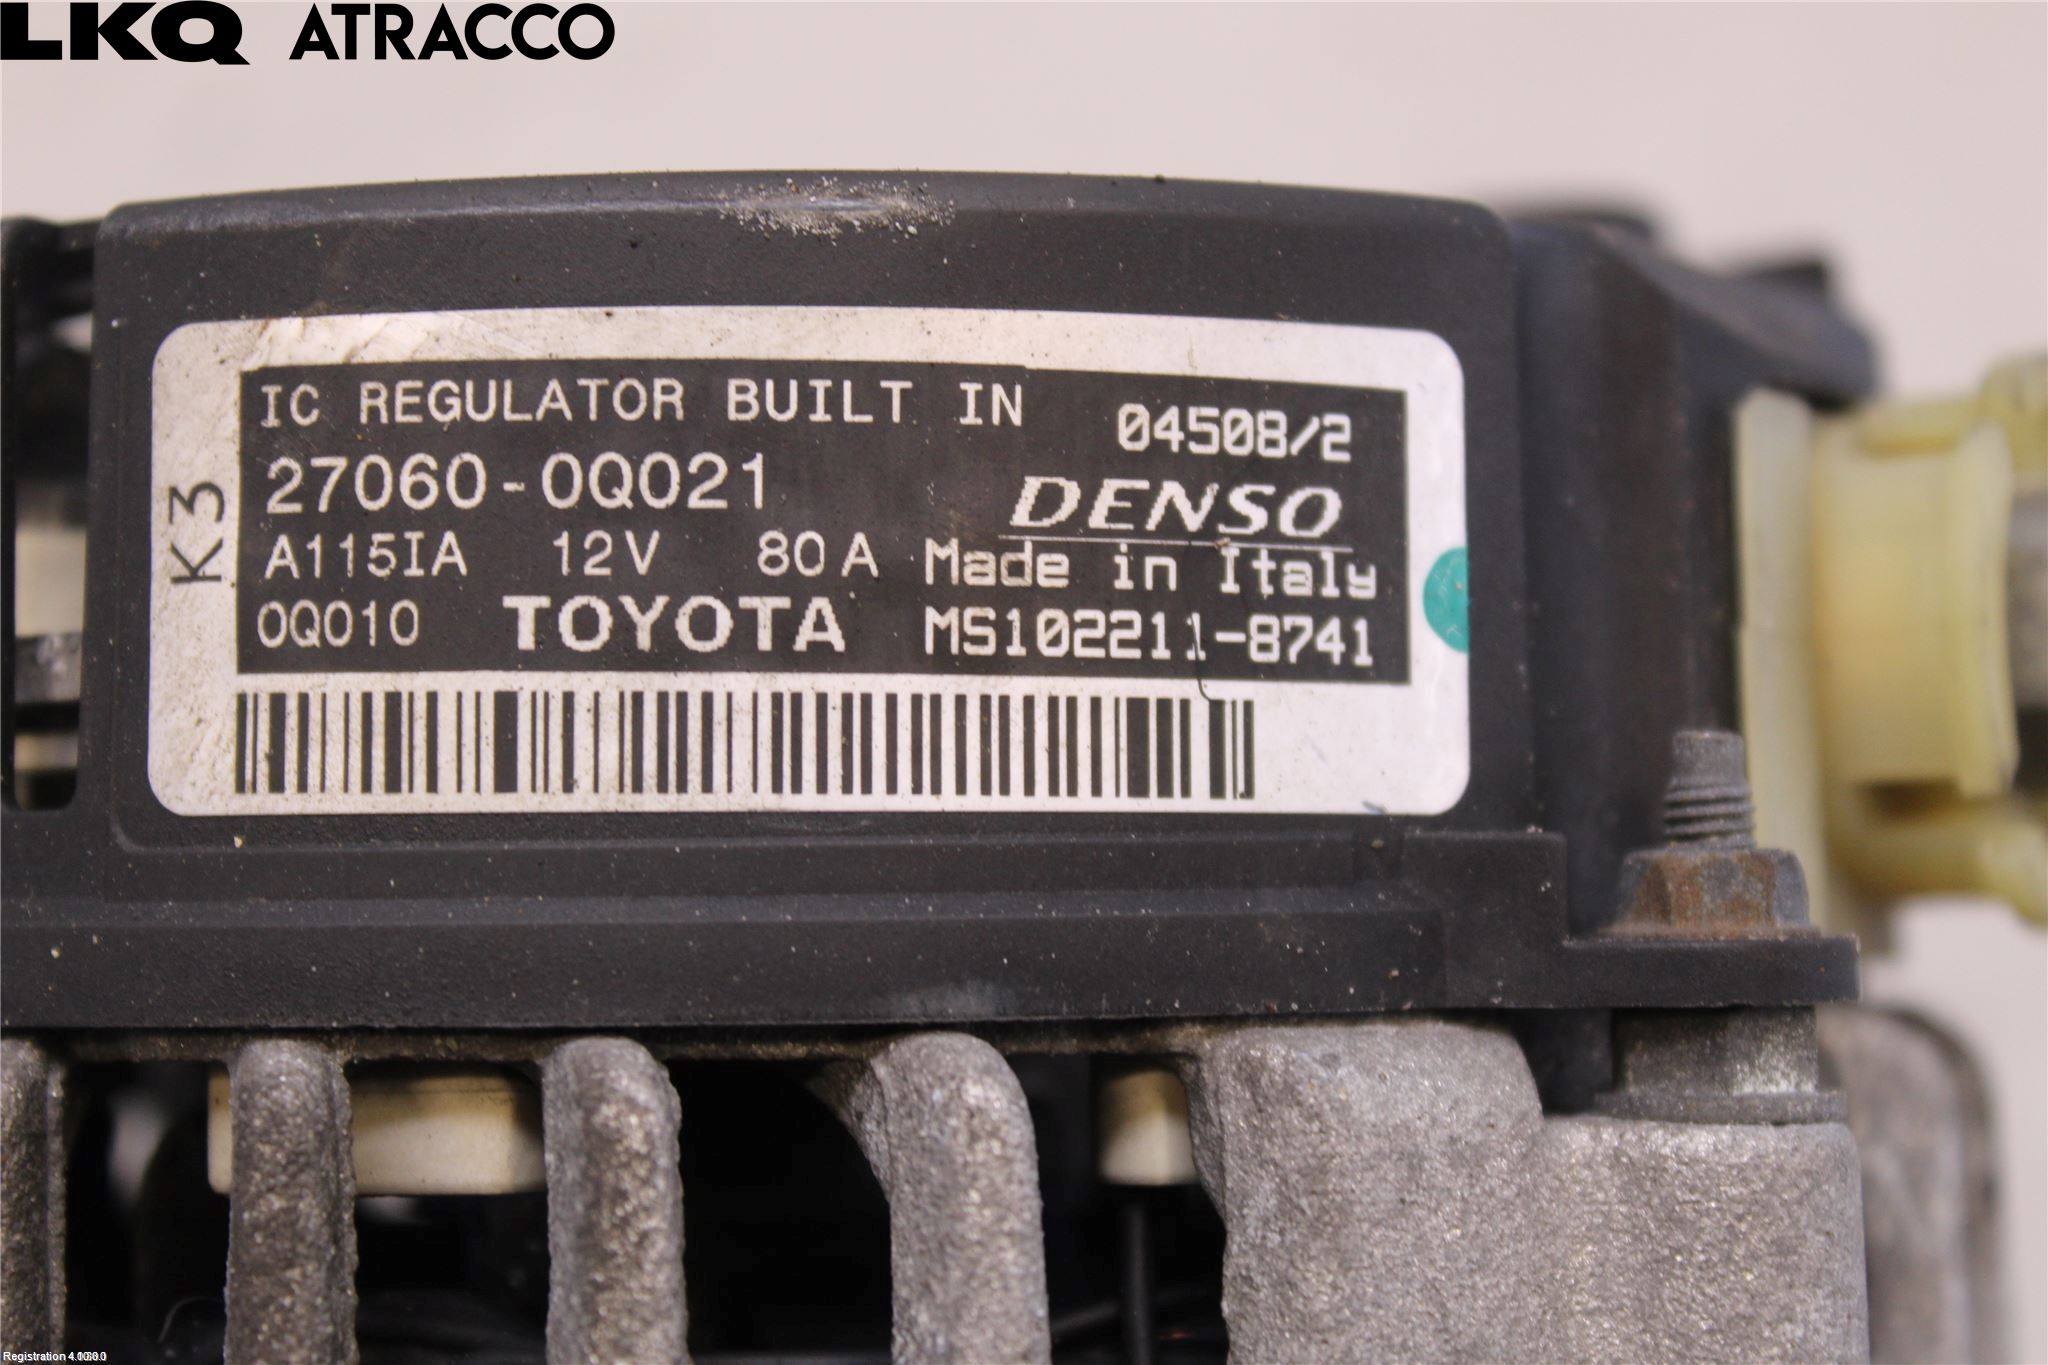 LKQ ATRACCO
IC REGULATOR BUILT IN
04508/2
27060-0Q021
DENSO
A115IA 12V 80A
Made in Italy
0Q010 TOYOTA
MS102211-8741
K3
Registration